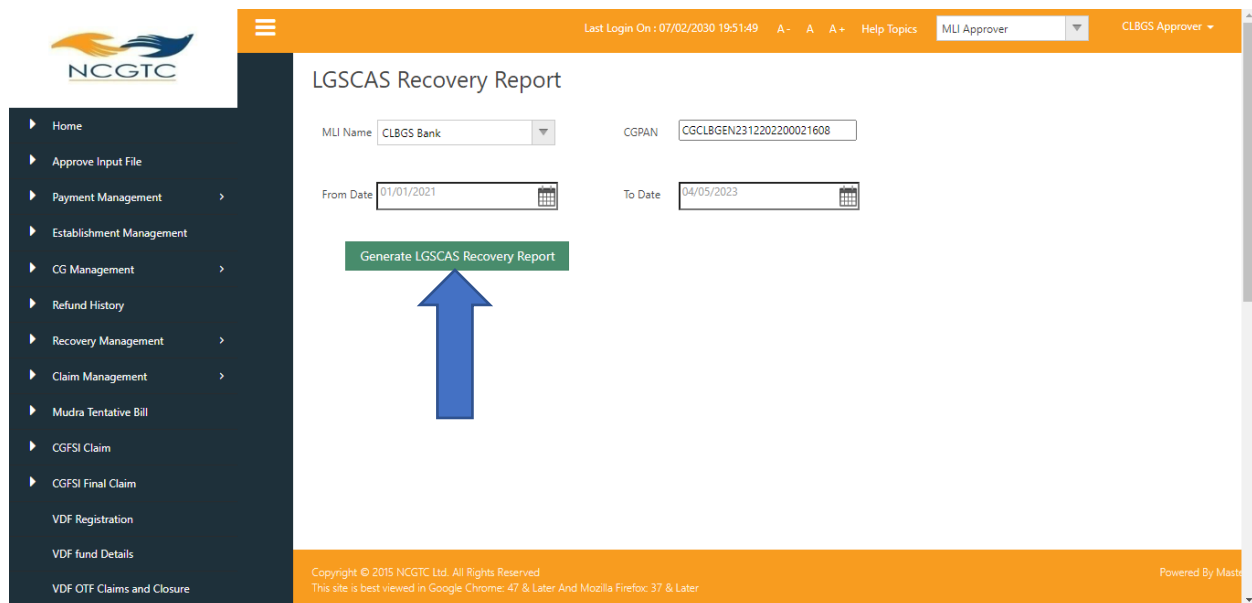 NCGTC
Last Login On : 07/02/2030 19:51:49 A- A A+ Help Topics MLI Approver CLBGS Approver
LGSCAS Recovery Report
MLI Name CLBGS Bank CGPAN CGCLBGEN2312202200021608
From Date 01/01/2021 To Date 04/05/2023
Generate LGSCAS Recovery Report
Home
Approve Input File
Payment Management
Establishment Management
CG Management
Refund History
Recovery Management
Claim Management
Mudra Tentative Bill
CGFSI Claim
CGFSI Final Claim
VDF Registration
VDF fund Details
VDF OTF Claims and Closure
Copyright © 2015 NCGTC Ltd. All Rights Reserved
This site is best viewed in Google Chrome: 47 & Later And Mozilla Firefox: 37 & Later
Powered By Maste